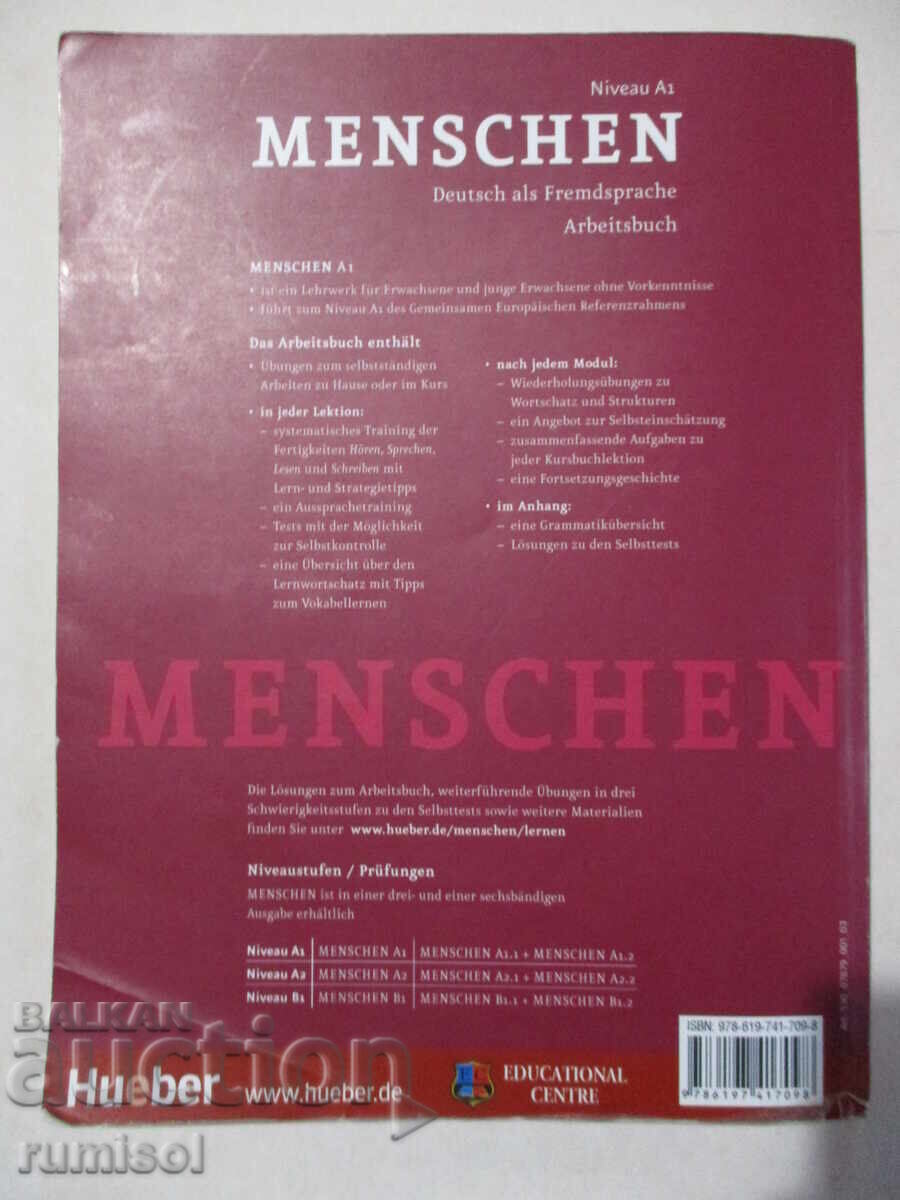 Niveau A1
MENSCHEN
Deutsch als Fremdsprache
Arbeitsbuch
MENSCHEN A1
• ist ein Lehrwerk für Erwachsene und junge Erwachsene ohne Vorkenntnisse
• führt zum Niveau A1 des Gemeinsamen Europäischen Referenzrahmens
Das Arbeitsbuch enthält
• Übungen zum selbstständigen
Arbeiten zu Hause oder im Kurs
• in jeder Lektion:
– systematisches Training der
Fertigkeiten Hören, Sprechen,
Lesen und Schreiben mit
Lern- und Strategietipps
– ein Aussprachetraining
– Tests mit der Möglichkeit
zur Selbstkontrolle
– eine Übersicht über den
Lernwortschatz mit Tipps
zum Vokabellernen
• nach jedem Modul:
– Wiederholungsübungen zu
Wortschatz und Strukturen
– ein Angebot zur Selbsteinschätzung
– zusammenfassende Aufgaben zu
jeder Kursbuchlektion
– eine Fortsetzungsgeschichte
• im Anhang:
– eine Grammatikübersicht
– Lösungen zu den Selbsttests
MENSCHEN
Die Lösungen zum Arbeitsbuch, weiterführende Übungen in drei
Schwierigkeitsstufen zu den Selbsttests sowie weitere Materialien
finden Sie unter www.hueber.de/menschen/lernen
Niveaustufen / Prüfungen
MENSCHEN ist in einer drei- und einer sechsbändigen
Ausgabe erhältlich
Niveau A1 MENSCHEN A1 MENSCHEN A1.1 + MENSCHEN A1.2
Niveau A2 MENSCHEN A2 MENSCHEN A2.1 + MENSCHEN A2.2
Niveau B1 MENSCHEN B1 MENSCHEN B1.1 + MENSCHEN B1.2
ISBN: 978-619-741-709-8
9 786197 417098
Hueber www.hueber.de
EDUCATIONAL
CENTRE
BALKAN
auction
rumisol